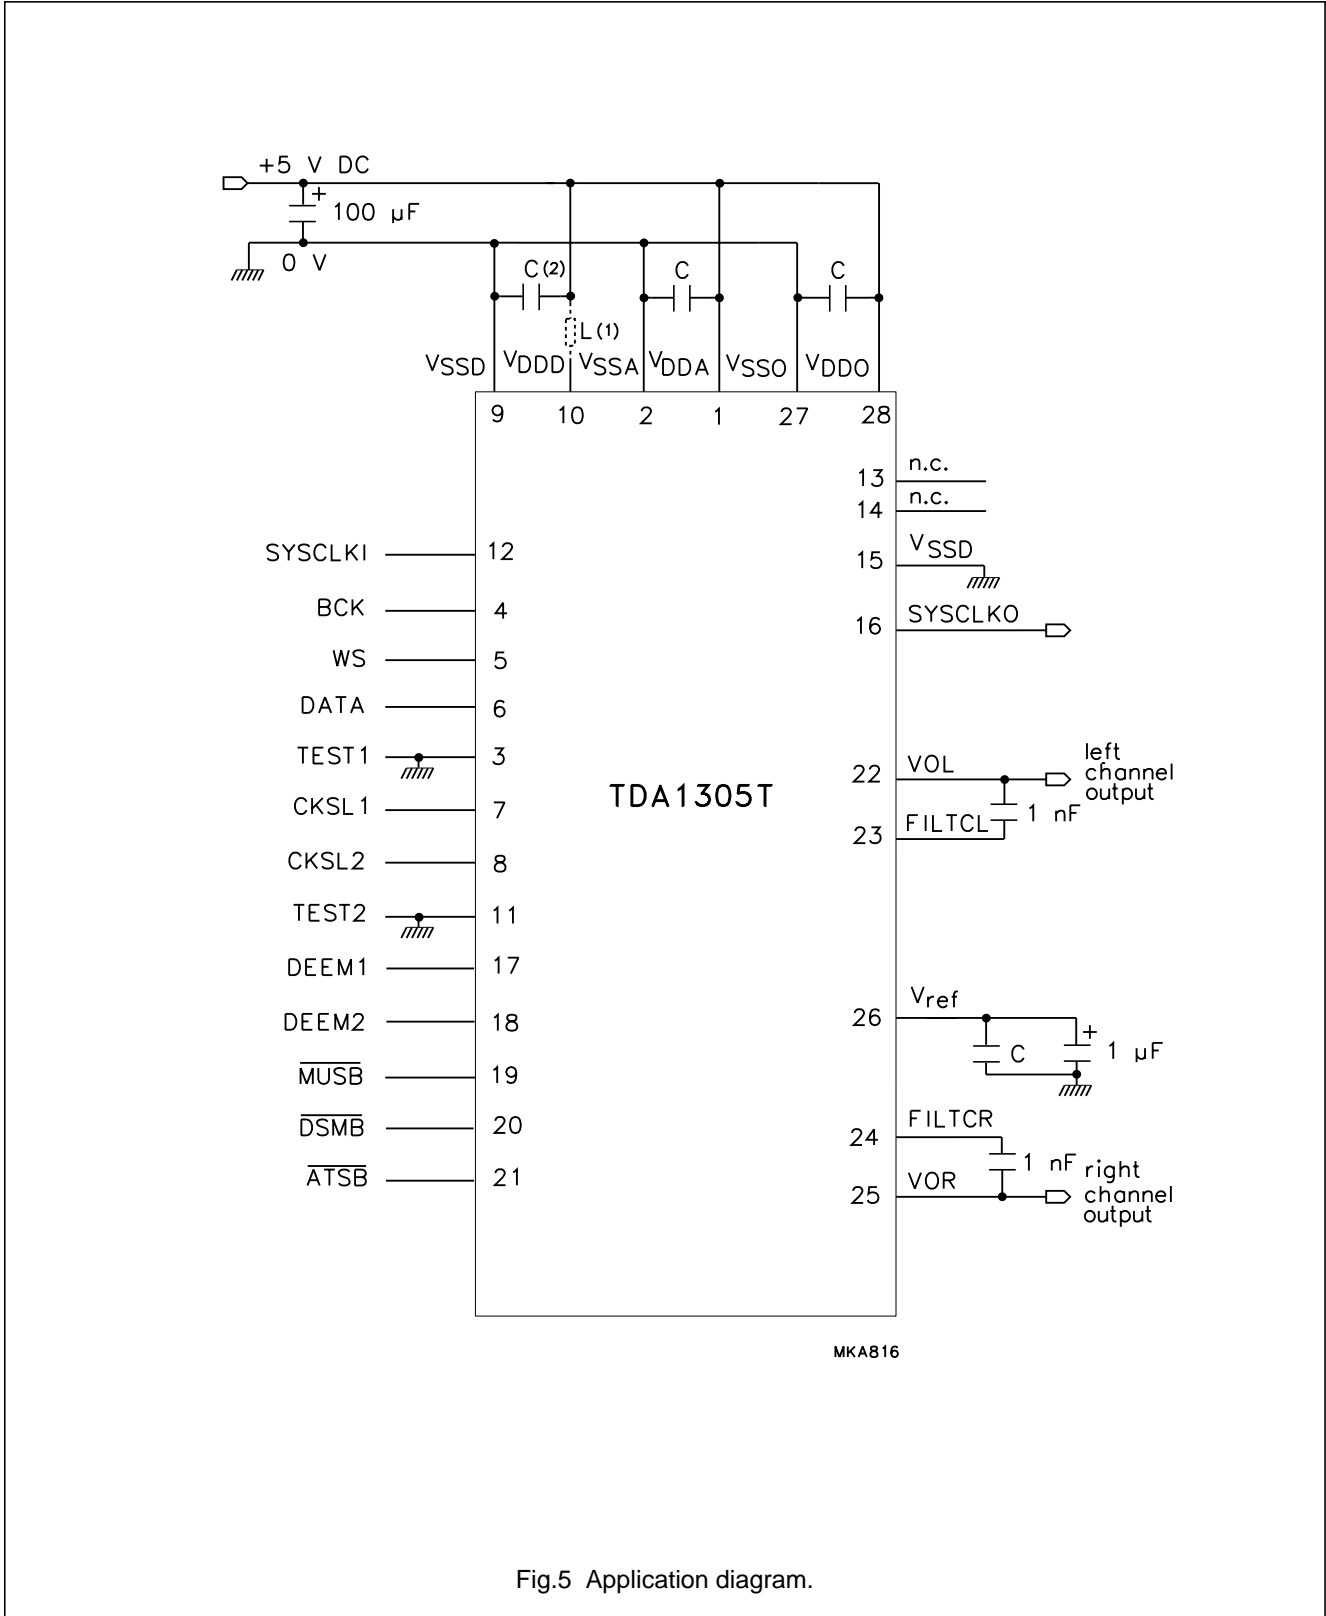 +5 V DC
+
100 µF
0 V
C(2)
C
C
L(1)
VSSD
VDDD
VSSA
VDDA
VSSO
VDDO
9
10
2
1
27
28
13
n.c.
14
n.c.
15
VSSD
16
SYSCLKO
SYSCLKI
12
BCK
4
WS
5
DATA
6
TEST1
3
CKSL1
7
CKSL2
8
TEST2
11
DEEM1
17
DEEM2
18
MUSB
19
DSMB
20
ATSB
21
TDA1305T
22
VOL
left
channel
output
1 nF
23
FILTCL
26
Vref
C
+
1 µF
24
FILTCR
1 nF
25
VOR
right
channel
output
MKA816
Fig.5 Application diagram.